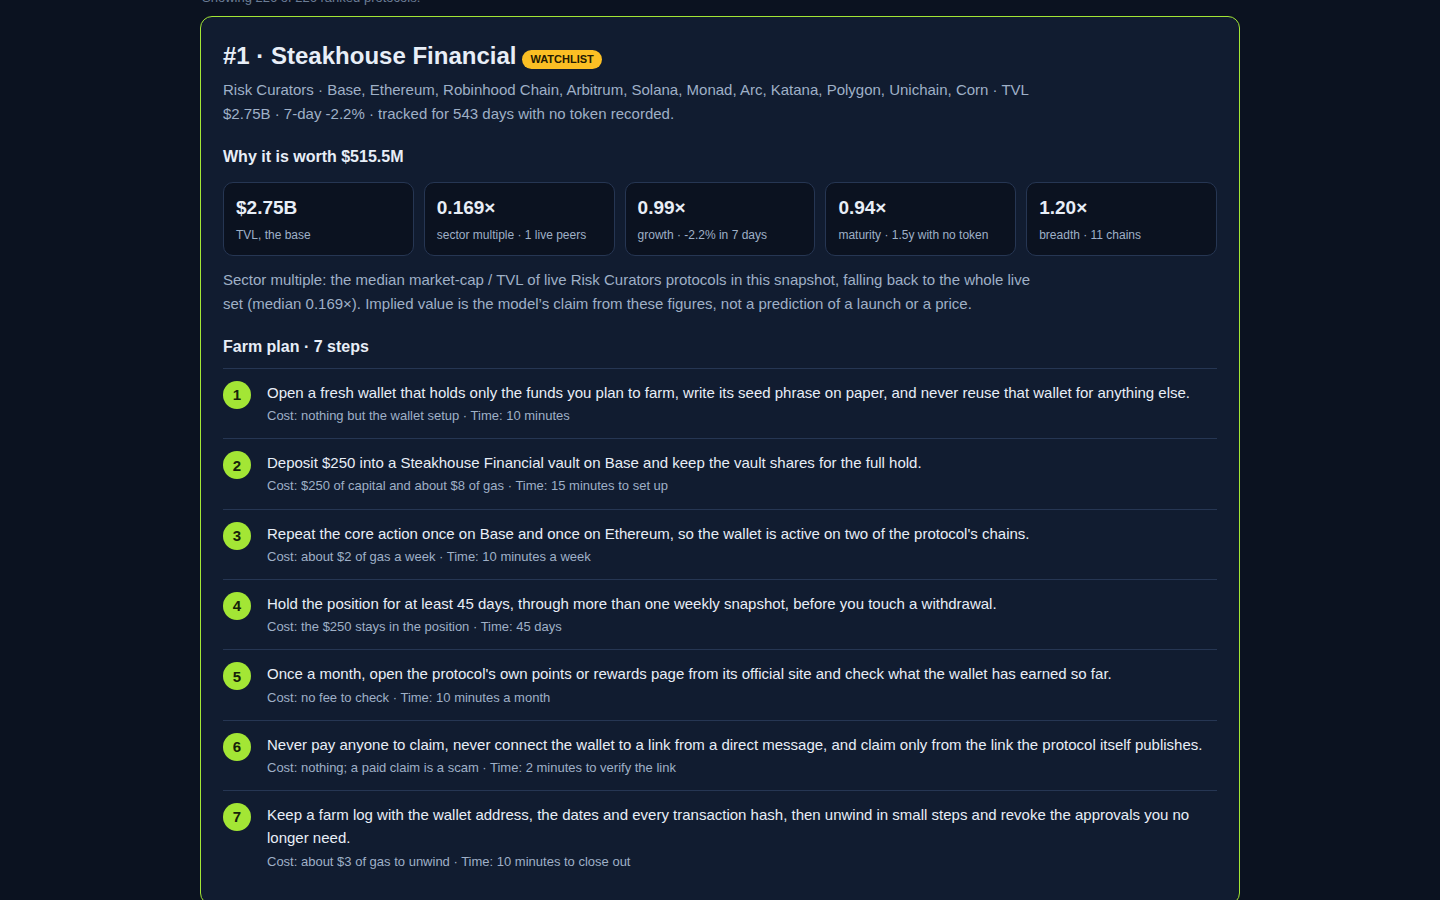 #1 · Steakhouse Financial WATCHLIST
Risk Curators · Base, Ethereum, Robinhood Chain, Arbitrum, Solana, Monad, Arc, Katana, Polygon, Unichain, Corn · TVL
$2.75B · 7-day -2.2% · tracked for 543 days with no token recorded.
Why it is worth $515.5M
$2.75B
TVL, the base
0.169×
sector multiple · 1 live peers
0.99×
growth · -2.2% in 7 days
0.94×
maturity · 1.5y with no token
1.20×
breadth · 11 chains
Sector multiple: the median market-cap / TVL of live Risk Curators protocols in this snapshot, falling back to the whole live
set (median 0.169×). Implied value is the model's claim from these figures, not a prediction of a launch or a price.
Farm plan · 7 steps
1
Open a fresh wallet that holds only the funds you plan to farm, write its seed phrase on paper, and never reuse that wallet for anything else.
Cost: nothing but the wallet setup · Time: 10 minutes
2
Deposit $250 into a Steakhouse Financial vault on Base and keep the vault shares for the full hold.
Cost: $250 of capital and about $8 of gas · Time: 15 minutes to set up
3
Repeat the core action once on Base and once on Ethereum, so the wallet is active on two of the protocol's chains.
Cost: about $2 of gas a week · Time: 10 minutes a week
4
Hold the position for at least 45 days, through more than one weekly snapshot, before you touch a withdrawal.
Cost: the $250 stays in the position · Time: 45 days
5
Once a month, open the protocol's own points or rewards page from its official site and check what the wallet has earned so far.
Cost: no fee to check · Time: 10 minutes a month
6
Never pay anyone to claim, never connect the wallet to a link from a direct message, and claim only from the link the protocol itself publishes.
Cost: nothing; a paid claim is a scam · Time: 2 minutes to verify the link
7
Keep a farm log with the wallet address, the dates and every transaction hash, then unwind in small steps and revoke the approvals you no
longer need.
Cost: about $3 of gas to unwind · Time: 10 minutes to close out